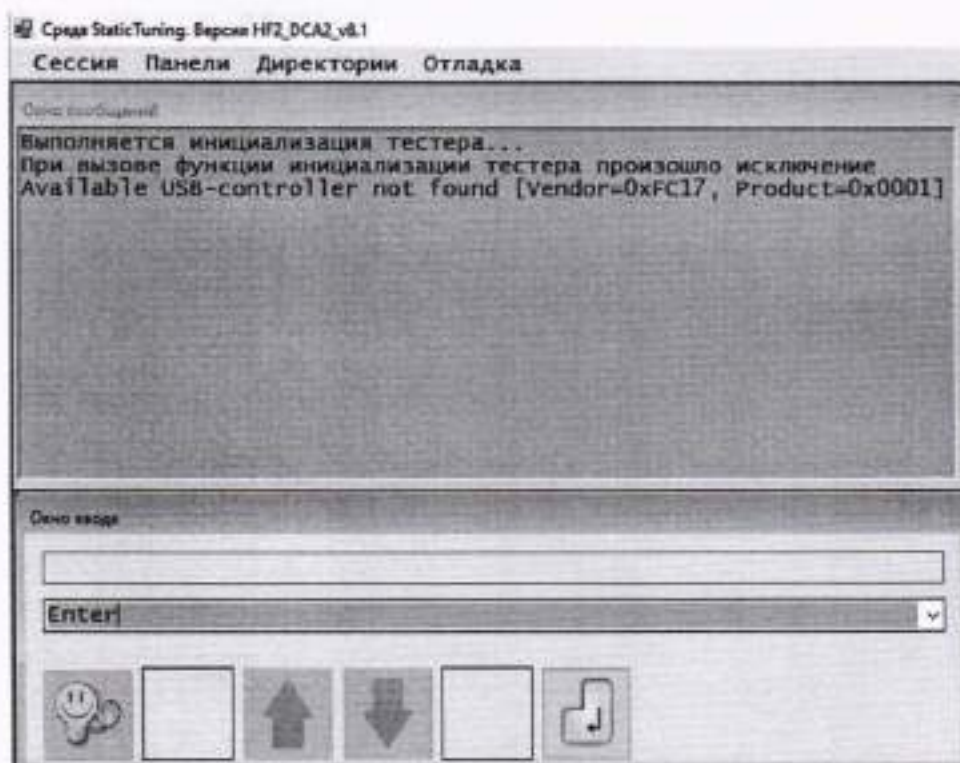 Среда StaticTuning. Версия HF2_DCA2_v8.1
Сессия Панели Директории Отладка
Окно сообщений
Выполняется инициализация тестера...
При вызове функции инициализации тестера произошло исключение
Available USB-controller not found [Vendor=0xFC17, Product=0x0001]
Окно ввода
Enter